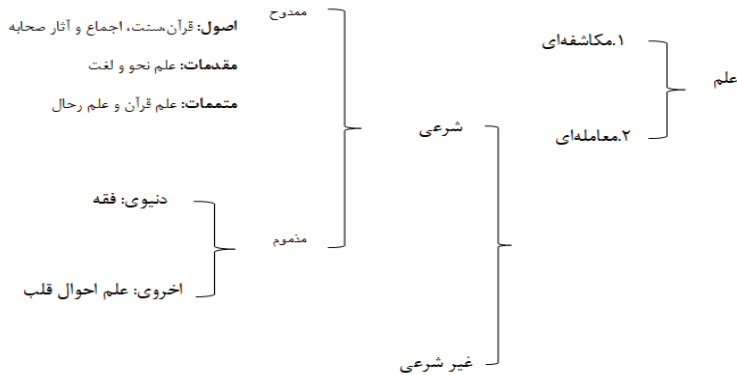 علم
۱.مکاشفه‌ای
۲.معامله‌ای
شرعی
غیر شرعی
ممدوح
مذموم
اصول: قرآن،سنت، اجماع و آثار صحابه
مقدمات: علم نحو و لغت
متممات: علم قرآن و علم رجال
دنیوی: فقه
اخروی: علم احوال قلب